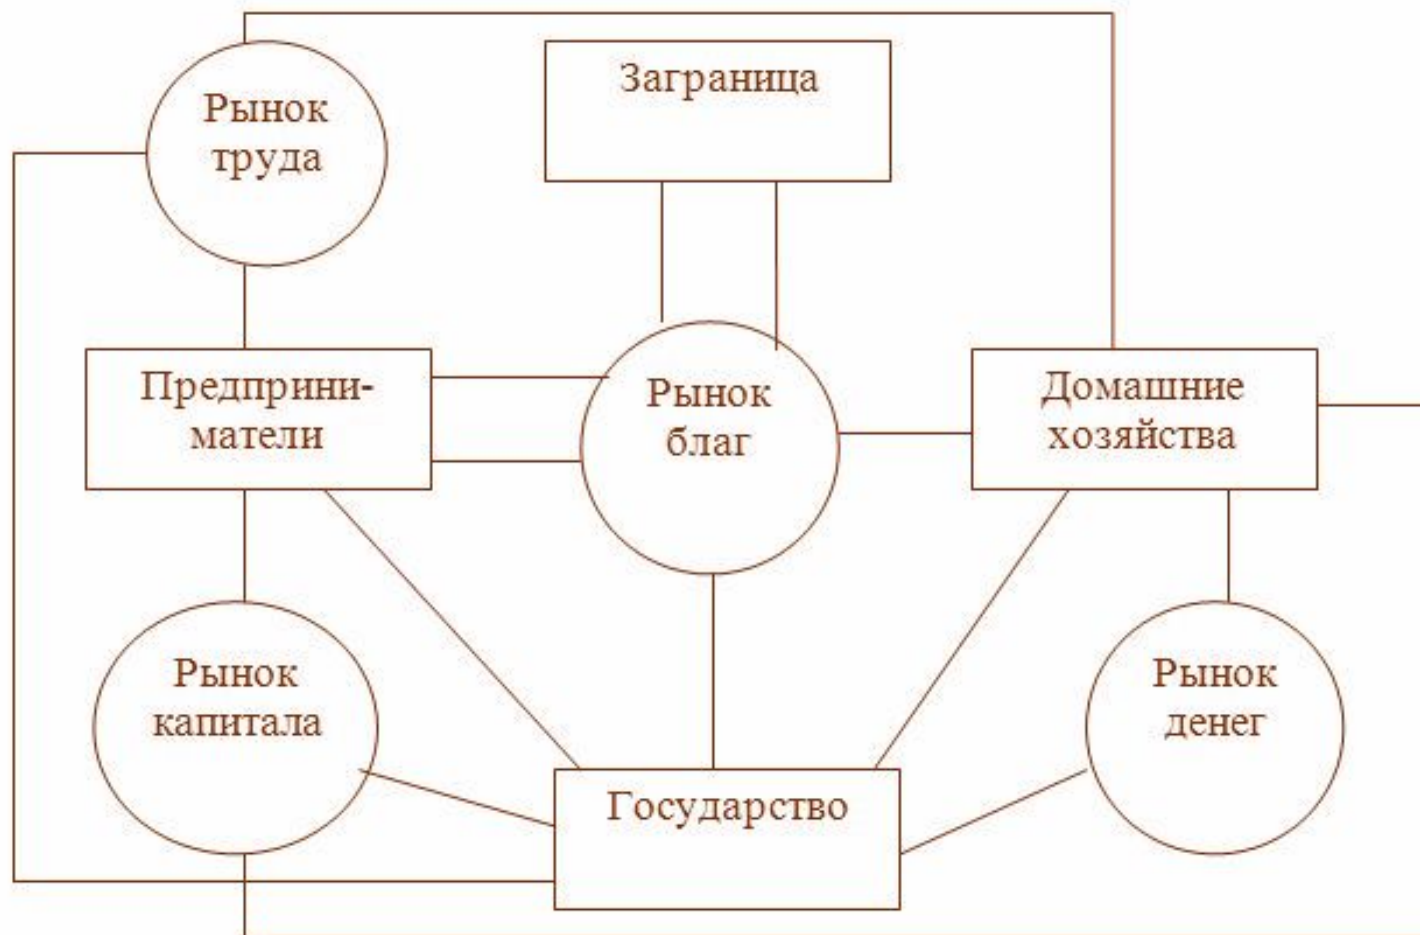 Заграница
Рынок
труда
Предприни-
матели
Рынок
благ
Домашние
хозяйства
Рынок
капитала
Рынок
денег
Государство